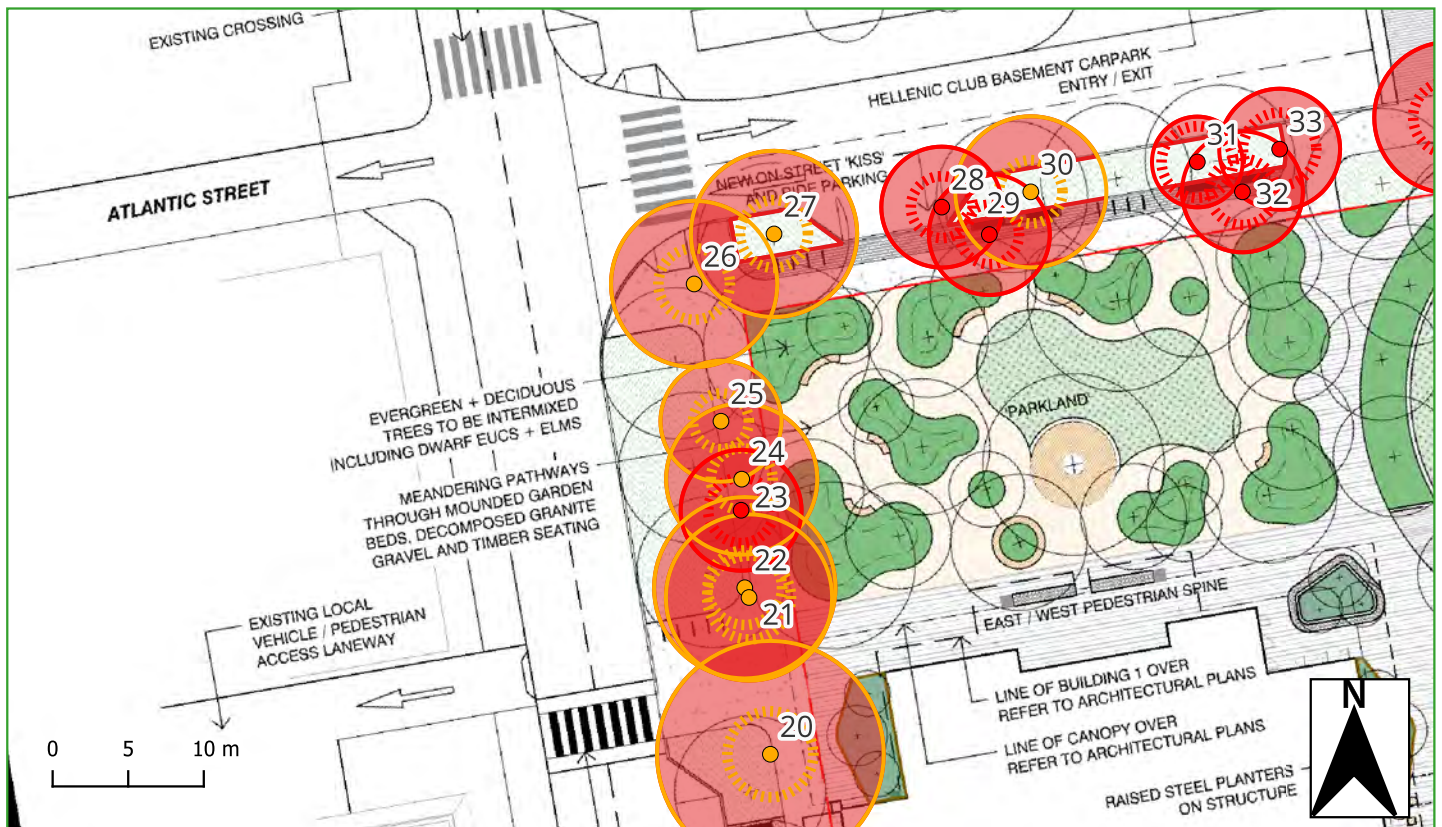 EXISTING CROSSING
HELLENIC CLUB BASEMENT CARPARK
ENTRY / EXIT
ATLANTIC STREET
NEW ON-STREET 'KISS'
AND RIDE PARKING
33
31
32
30
28
29
27
26
25
24
23
22
21
20
EVERGREEN + DECIDUOUS
TREES TO BE INTERMIXED
INCLUDING DWARF EUCS + ELMS
MEANDERING PATHWAYS
THROUGH MOUNDED GARDEN
BEDS, DECOMPOSED GRANITE
GRAVEL AND TIMBER SEATING
'PARKLAND'
EXISTING LOCAL
VEHICLE / PEDESTRIAN
ACCESS LANEWAY
EAST / WEST PEDESTRIAN SPINE
LINE OF BUILDING 1 OVER
REFER TO ARCHITECTURAL PLANS
LINE OF CANOPY OVER
REFER TO ARCHITECTURAL PLANS
RAISED STEEL PLANTERS
ON STRUCTURE
0 5 10 m
N